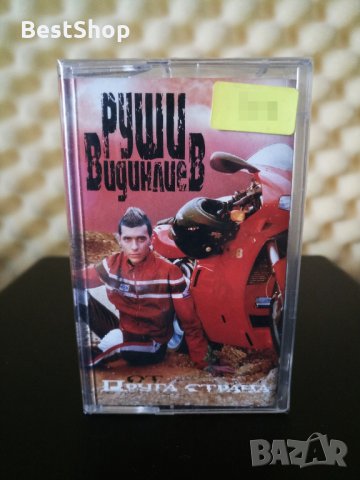 BestShop
Руши
Видинлиев
От
Друга страна
BAZAR